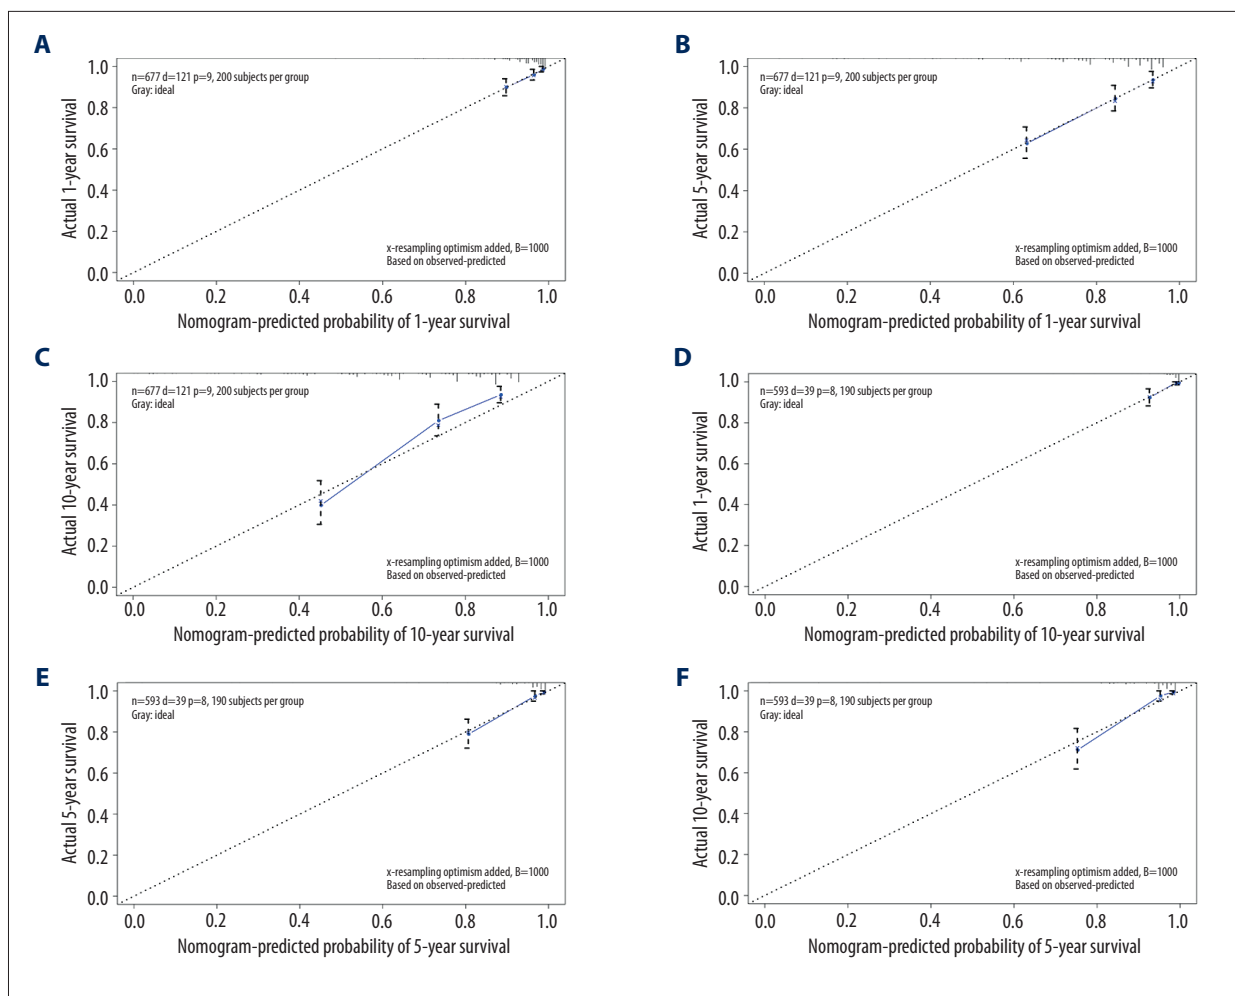 A
n=677 d=121 p=9, 200 subjects per group
Gray: ideal
1.0
0.8
0.6
0.4
0.2
0.0
Actual 1-year survival
x-resampling optimism added, B=1000
Based on observed-predicted
0.0 0.2 0.4 0.6 0.8 1.0
Nomogram-predicted probability of 1-year survival
B
n=677 d=121 p=9, 200 subjects per group
Gray: ideal
1.0
0.8
0.6
0.4
0.2
0.0
Actual 5-year survival
x-resampling optimism added, B=1000
Based on observed-predicted
0.0 0.2 0.4 0.6 0.8 1.0
Nomogram-predicted probability of 1-year survival
C
n=677 d=121 p=9, 200 subjects per group
Gray: ideal
1.0
0.8
0.6
0.4
0.2
0.0
Actual 10-year survival
x-resampling optimism added, B=1000
Based on observed-predicted
0.0 0.2 0.4 0.6 0.8 1.0
Nomogram-predicted probability of 10-year survival
D
n=593 d=39 p=8, 190 subjects per group
Gray: ideal
1.0
0.8
0.6
0.4
0.2
0.0
Actual 1-year survival
x-resampling optimism added, B=1000
Based on observed-predicted
0.0 0.2 0.4 0.6 0.8 1.0
Nomogram-predicted probability of 10-year survival
E
n=593 d=39 p=8, 190 subjects per group
Gray: ideal
1.0
0.8
0.6
0.4
0.2
0.0
Actual 5-year survival
x-resampling optimism added, B=1000
Based on observed-predicted
0.0 0.2 0.4 0.6 0.8 1.0
Nomogram-predicted probability of 5-year survival
F
n=593 d=39 p=8, 190 subjects per group
Gray: ideal
1.0
0.8
0.6
0.4
0.2
0.0
Actual 10-year survival
x-resampling optimism added, B=1000
Based on observed-predicted
0.0 0.2 0.4 0.6 0.8 1.0
Nomogram-predicted probability of 5-year survival